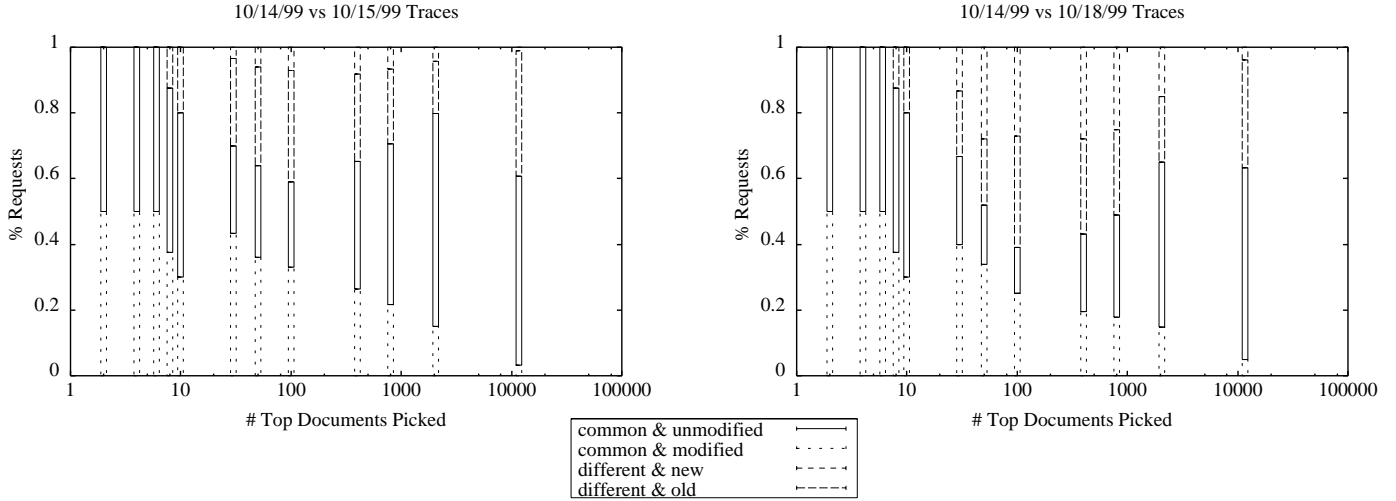 10/14/99 vs 10/15/99 Traces
1
0.8
0.6
0.4
0.2
0
% Requests
1 10 100 1000 10000 100000
# Top Documents Picked
10/14/99 vs 10/18/99 Traces
1
0.8
0.6
0.4
0.2
0
% Requests
1 10 100 1000 10000 100000
# Top Documents Picked
common & unmodified
common & modified
different & new
different & old